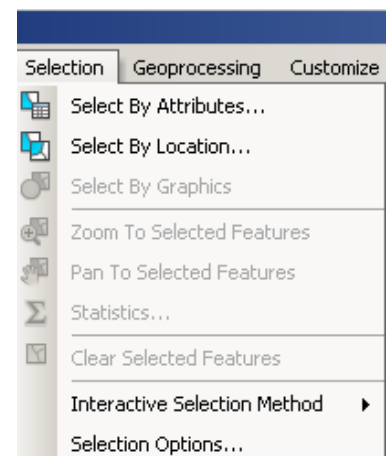 Selection Geoprocessing Customize
Select By Attributes...
Select By Location...
Select By Graphics
Zoom To Selected Features
Pan To Selected Features
Statistics...
Clear Selected Features
Interactive Selection Method
Selection Options...